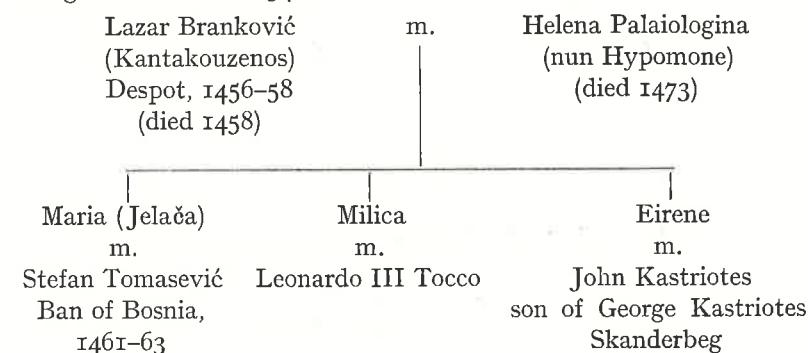 Lazar Branković m. Helena Palaiologina
(Kantakouzenos) (nun Hypomone)
Despot, 1456–58 (died 1473)
(died 1458)
Maria (Jelača) Milica Eirene
m. m. m.
Stefan Tomasević Leonardo III Tocco John Kastriotes
Ban of Bosnia, son of George Kastriotes
1461–63 Skanderbeg